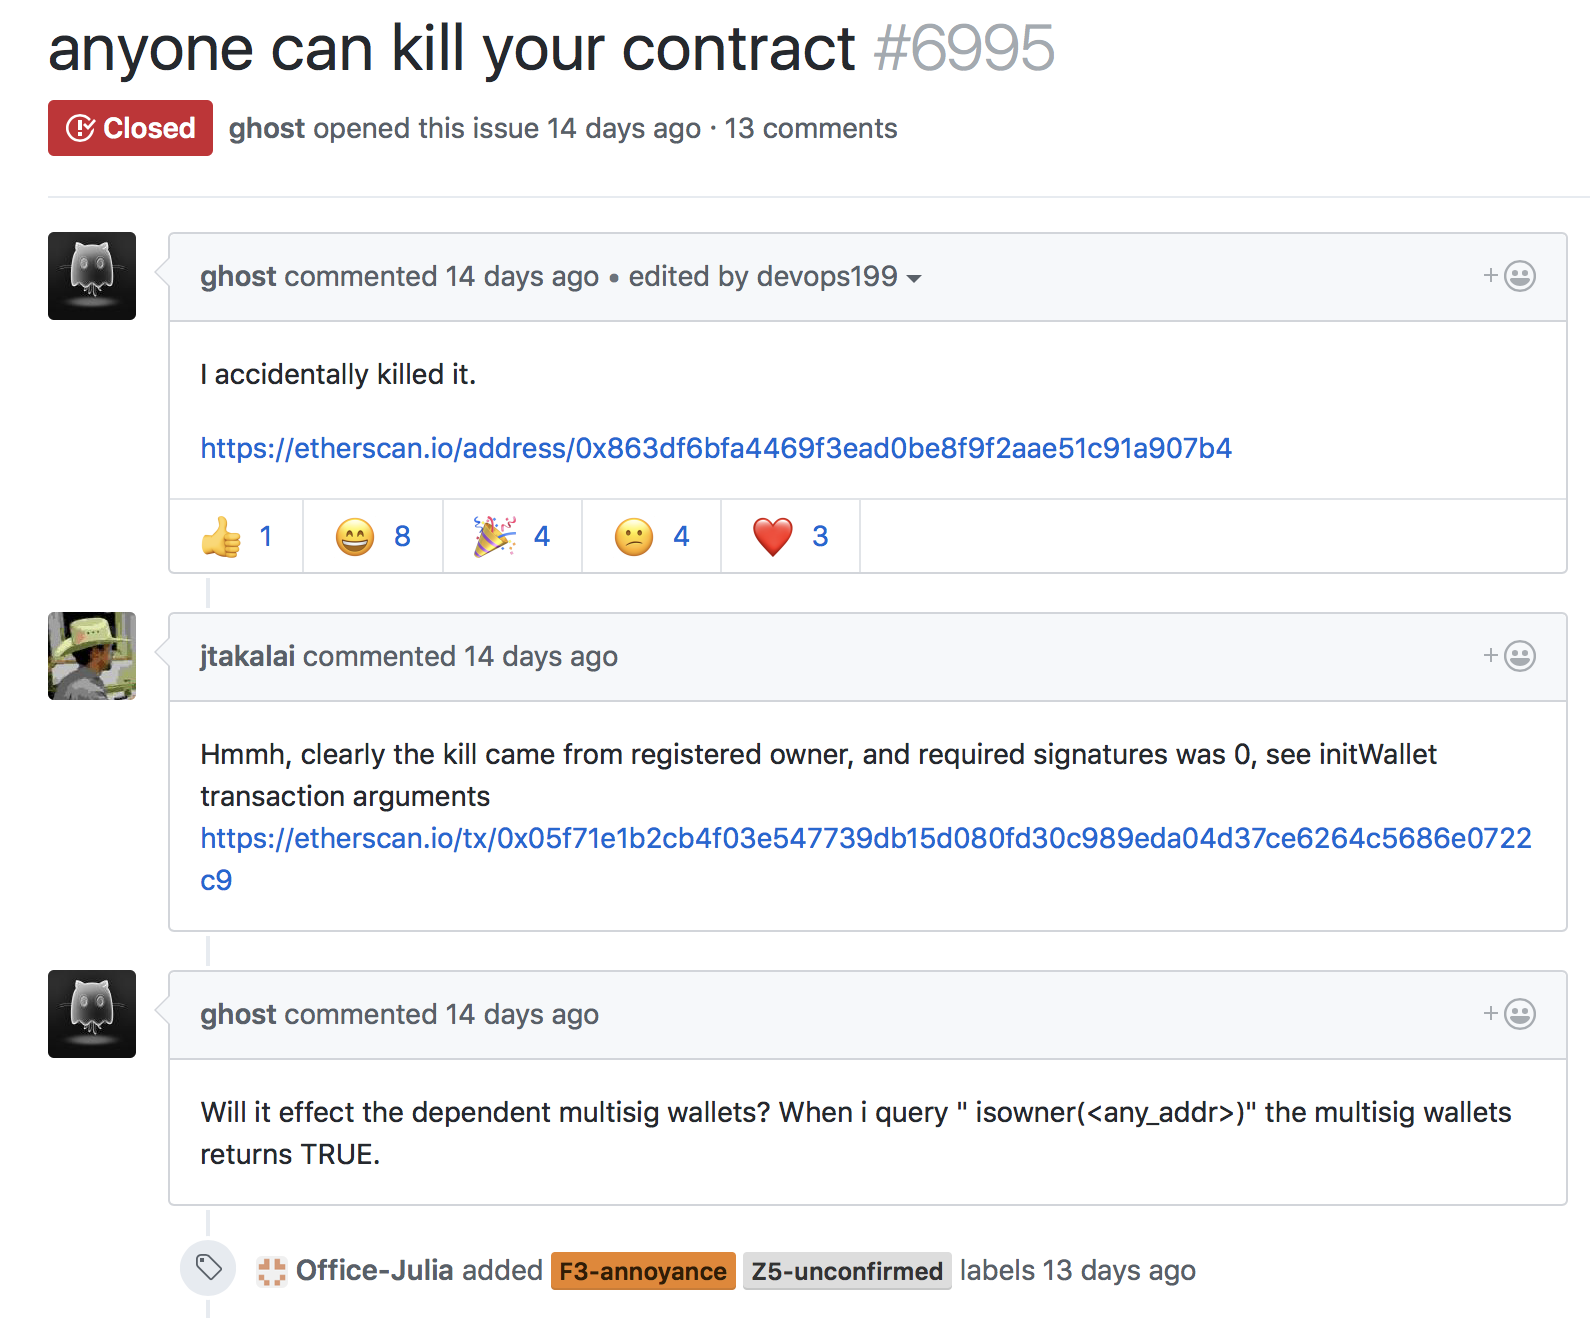 anyone can kill your contract #6995
Closed ghost opened this issue 14 days ago · 13 comments
ghost commented 14 days ago • edited by devops199
I accidentally killed it.
https://etherscan.io/address/0x863df6bfa4469f3ead0be8f9f2aae51c91a907b4
1 8 4 4 3
jtakalai commented 14 days ago
Hmmh, clearly the kill came from registered owner, and required signatures was 0, see initWallet
transaction arguments
https://etherscan.io/tx/0x05f71e1b2cb4f03e547739db15d080fd30c989eda04d37ce6264c5686e0722
c9
ghost commented 14 days ago
Will it effect the dependent multisig wallets? When i query " isowner(<any_addr>)" the multisig wallets
returns TRUE.
Office-Julia added F3-annoyance Z5-unconfirmed labels 13 days ago